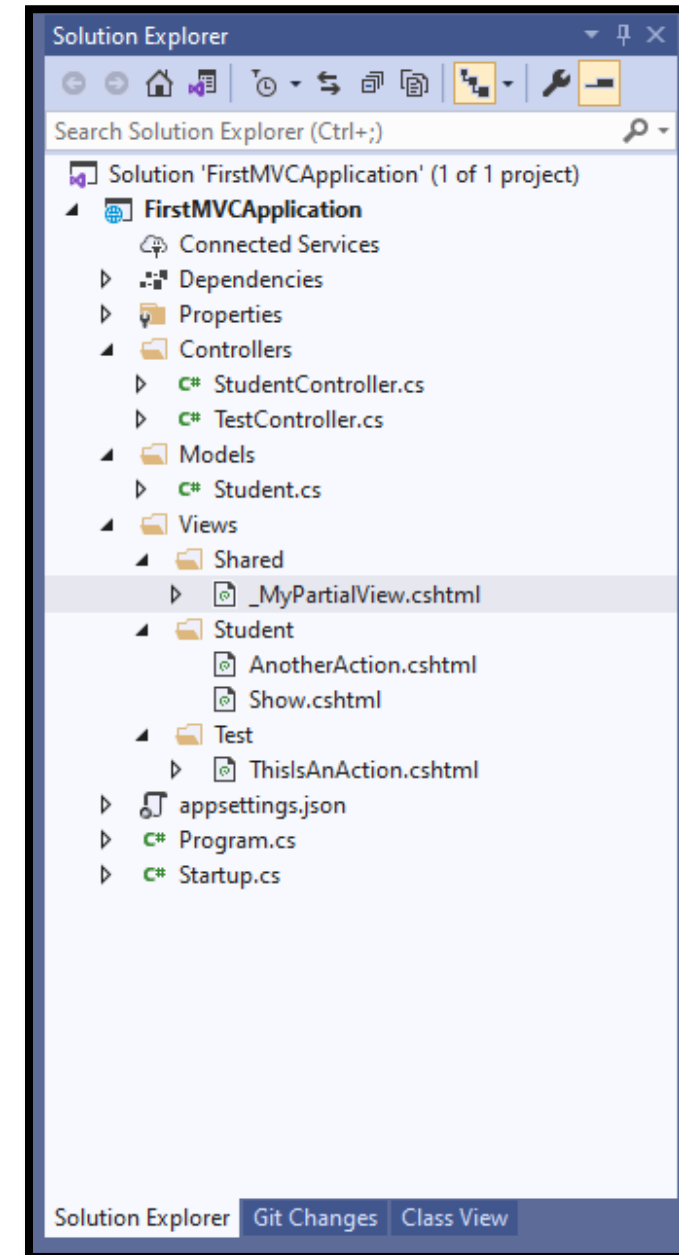 Solution Explorer
Search Solution Explorer (Ctrl+;)
Solution 'FirstMVCApplication' (1 of 1 project)
FirstMVCApplication
Connected Services
Dependencies
Properties
Controllers
C# StudentController.cs
C# TestController.cs
Models
C# Student.cs
Views
Shared
_MyPartialView.cshtml
Student
AnotherAction.cshtml
Show.cshtml
Test
ThisIsAnAction.cshtml
appsettings.json
C# Program.cs
C# Startup.cs
Solution Explorer Git Changes Class View